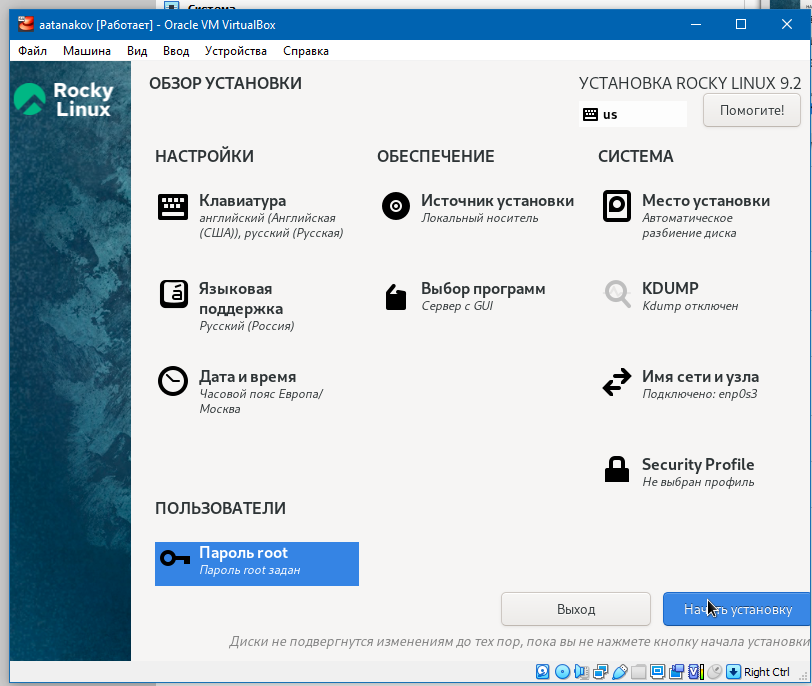 Система
aatanakov [Работает] - Oracle VM VirtualBox
Файл Машина Вид Ввод Устройства Справка
Rocky
Linux
ОБЗОР УСТАНОВКИ
УСТАНОВКА ROCKY LINUX 9.2
us
Помогите!
НАСТРОЙКИ
Клавиатура
английский (Английская
(США)), русский (Русская)
Языковая
поддержка
Русский (Россия)
Дата и время
Часовой пояс Европа/
Москва
ОБЕСПЕЧЕНИЕ
Источник установки
Локальный носитель
Выбор программ
Сервер с GUI
СИСТЕМА
Место установки
Автоматическое
разбиение диска
KDUMP
Kdump отключен
Имя сети и узла
Подключено: enp0s3
Security Profile
Не выбран профиль
ПОЛЬЗОВАТЕЛИ
Пароль root
Пароль root задан
Выход
Начать установку
Диски не подвергнутся изменениям до тех пор, пока вы не нажмете кнопку начала установки
Right Ctrl